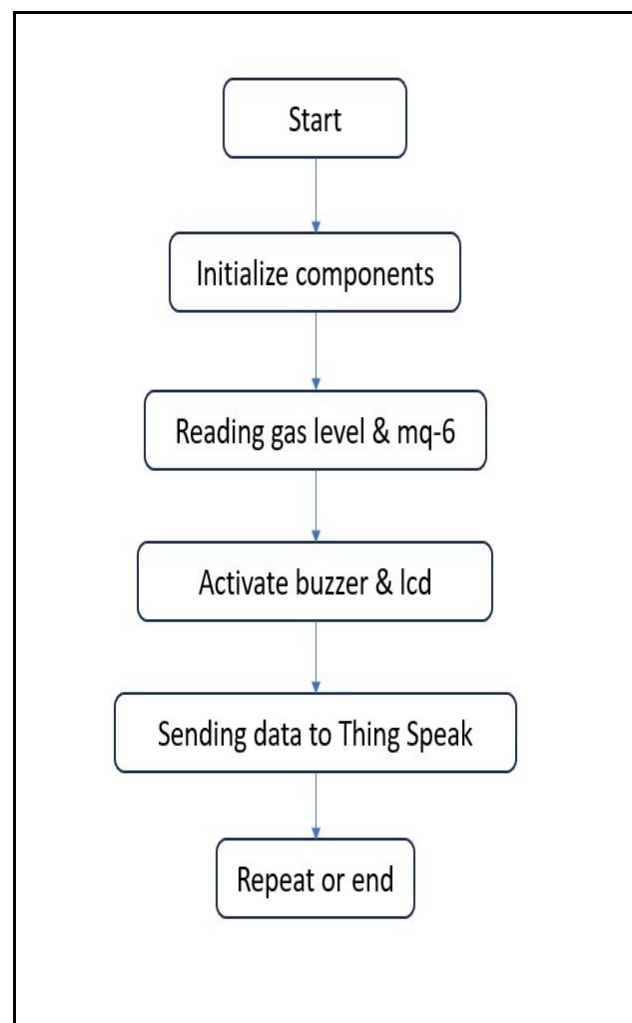 Start
Initialize components
Reading gas level & mq-6
Activate buzzer & lcd
Sending data to Thing Speak
Repeat or end